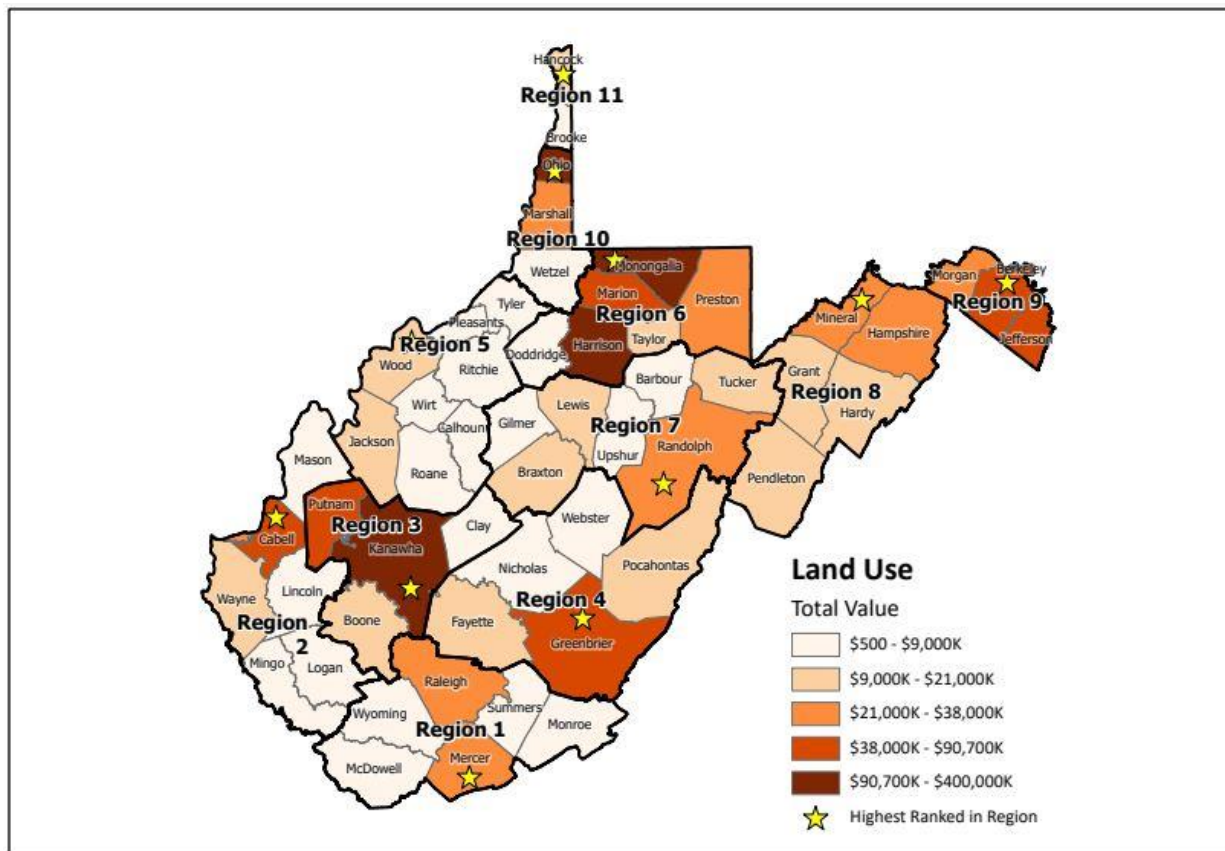 Hancock
Region 11
Brooke
Ohio
Marshall
Region 10
Wetzel
Monongalia
Marion
Preston
Region 6
Harrison
Taylor
Morgan
Berkeley
Region 9
Jefferson
Mineral
Hampshire
Tyler
Pleasants
Region 5
Doddridge
Wood
Ritchie
Wirt
Calhoun
Jackson
Roane
Grant
Region 8
Hardy
Pendleton
Barbour
Tucker
Lewis
Gilmer
Region 7
Upshur
Randolph
Braxton
Mason
Putnam
Region 3
Kanawha
Clay
Cabell
Webster
Nicholas
Pocahontas
Lincoln
Wayne
Region
2
Boone
Fayette
Region 4
Greenbrier
Mingo
Logan
Raleigh
Summers
Wyoming
Monroe
Region 1
Mercer
McDowell
Land Use
Total Value
$500 - $9,000K
$9,000K - $21,000K
$21,000K - $38,000K
$38,000K - $90,700K
$90,700K - $400,000K
Highest Ranked in Region